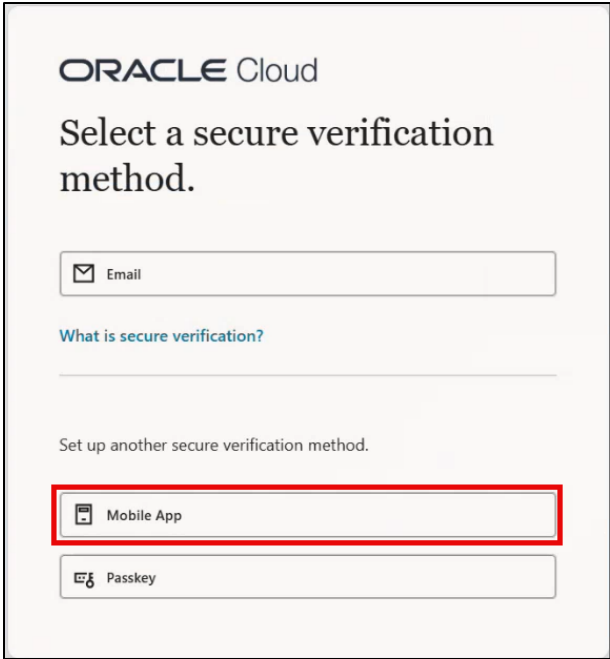 ORACLE Cloud
Select a secure verification
method.
Email
What is secure verification?
Set up another secure verification method.
Mobile App
Passkey